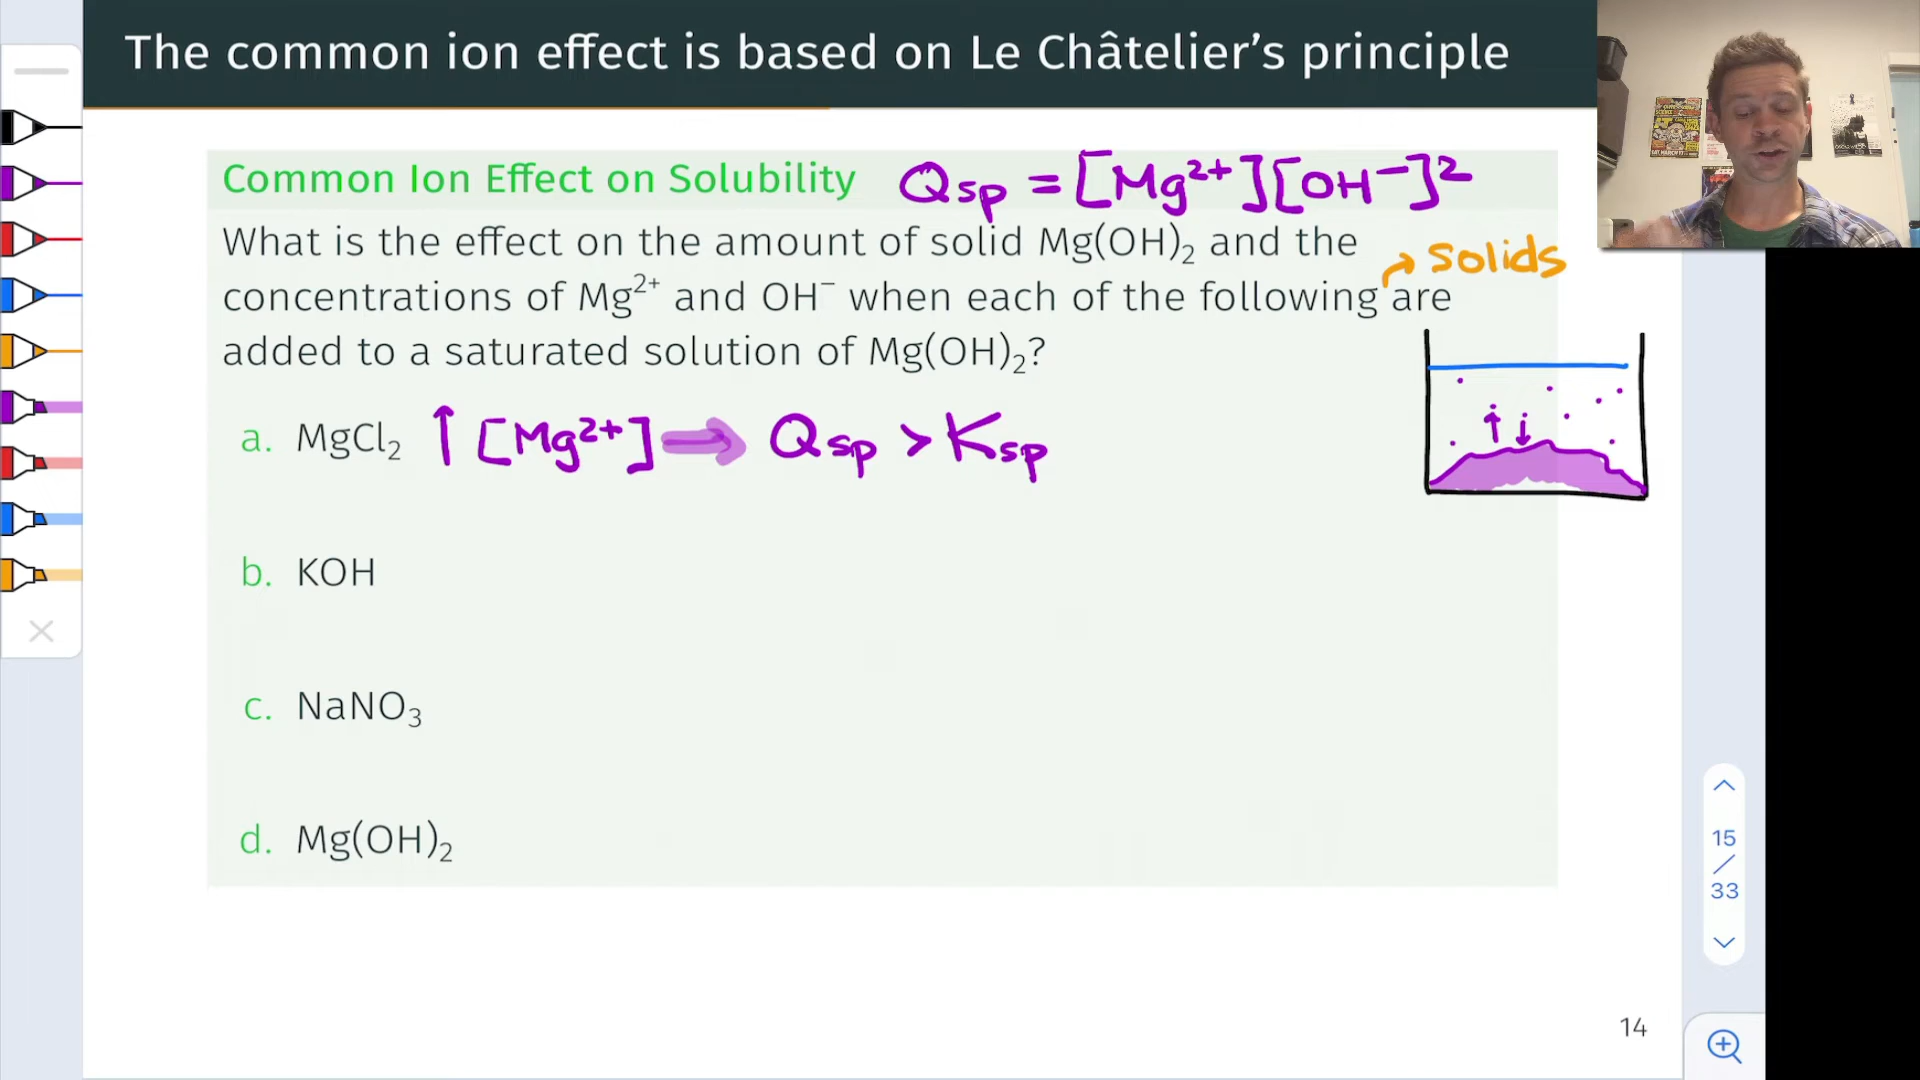 The common ion effect is based on Le Châtelier's principle
Common Ion Effect on Solubility Qsp = [Mg²⁺][OH⁻]²
What is the effect on the amount of solid Mg(OH)₂ and the
→ solids
concentrations of Mg²⁺ and OH⁻ when each of the following are
added to a saturated solution of Mg(OH)₂?
a. MgCl₂ ↑ [Mg²⁺] ⇒ Qsp > Ksp
b. KOH
c. NaNO₃
d. Mg(OH)₂
15
/
33
14